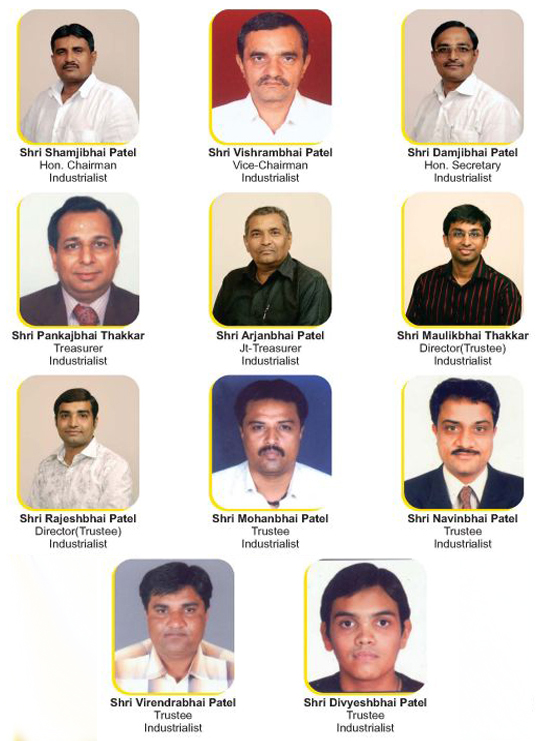 Shri Shamjibhai Patel
Hon. Chairman
Industrialist
Shri Vishrambhai Patel
Vice-Chairman
Industrialist
Shri Damjibhai Patel
Hon. Secretary
Industrialist
Shri Pankajbhai Thakkar
Treasurer
Industrialist
Shri Arjanbhai Patel
Jt-Treasurer
Industrialist
Shri Maulikbhai Thakkar
Director(Trustee)
Industrialist
Shri Rajeshbhai Patel
Director(Trustee)
Industrialist
Shri Mohanbhai Patel
Trustee
Industrialist
Shri Navinbhai Patel
Trustee
Industrialist
Shri Virendrabhai Patel
Trustee
Industrialist
Shri Divyeshbhai Patel
Trustee
Industrialist